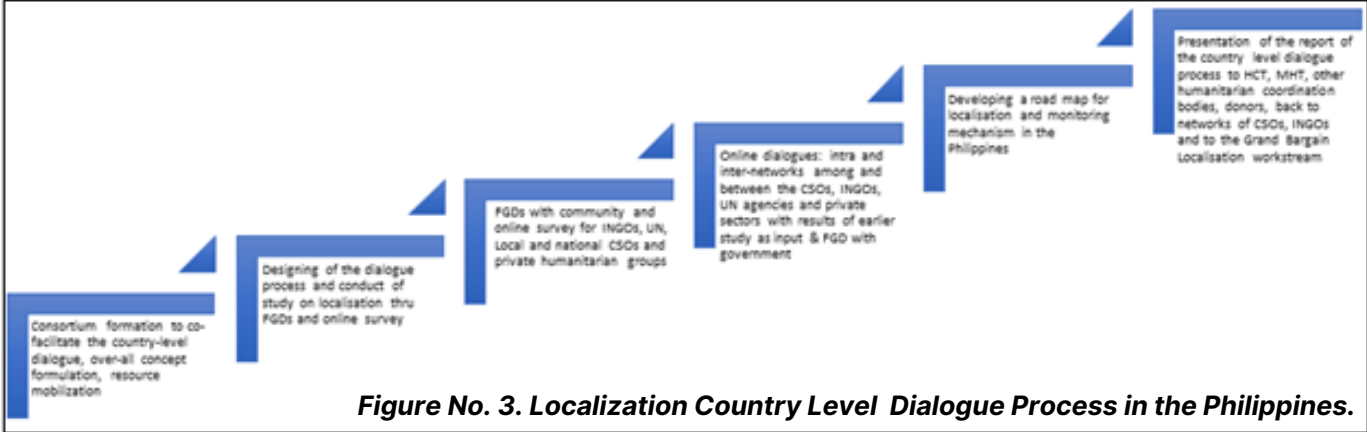 Consortium formation to co-
facilitate the country-level
dialogue, over-all concept
formulation, resource
mobilization
Designing of the dialogue
process and conduct of
study on localisation thru
FGDs and online survey
FGDs with community and
online survey for INGOs, UN,
Local and national CSOs and
private humanitarian groups
Online dialogues: intra and
inter-networks among and
between the CSOs, INGOs,
UN agencies and private
sectors with results of earlier
study as input & FGD with
government
Developing a road map for
localisation and monitoring
mechanism in the
Philippines
Presentation of the report of
the country level dialogue
process to HCT, MHT, other
humanitarian coordination
bodies, donors, back to
networks of CSOs, INGOs
and to the Grand Bargain
Localisation workstream
Figure No. 3. Localization Country Level Dialogue Process in the Philippines.